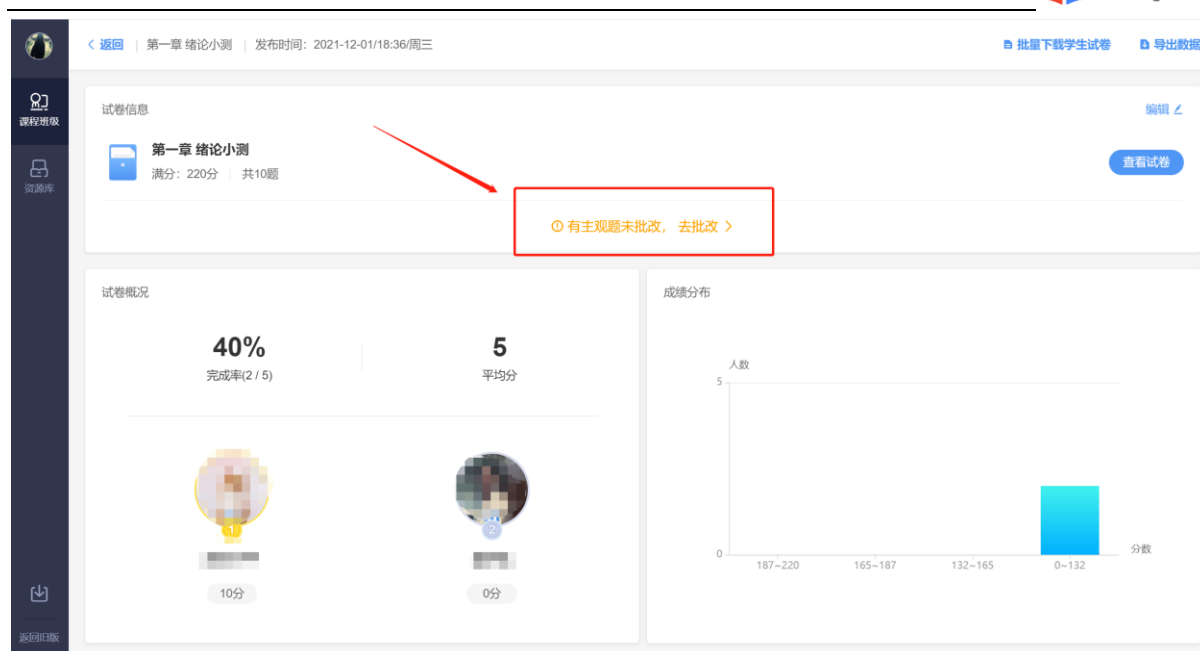 < 返回 | 第一章 绪论小测 | 发布时间：2021-12-01/18:36/周三
批量下载学生试卷 导出数据
课程班级
资源库
返回旧版
试卷信息 编辑
第一章 绪论小测
满分：220分 | 共10题
查看试卷
有主观题未批改， 去批改 >
试卷概况
40%
完成率(2 / 5)
5
平均分
1
10分
2
0分
成绩分布
人数
5
0
187~220 165~187 132~165 0~132
分数